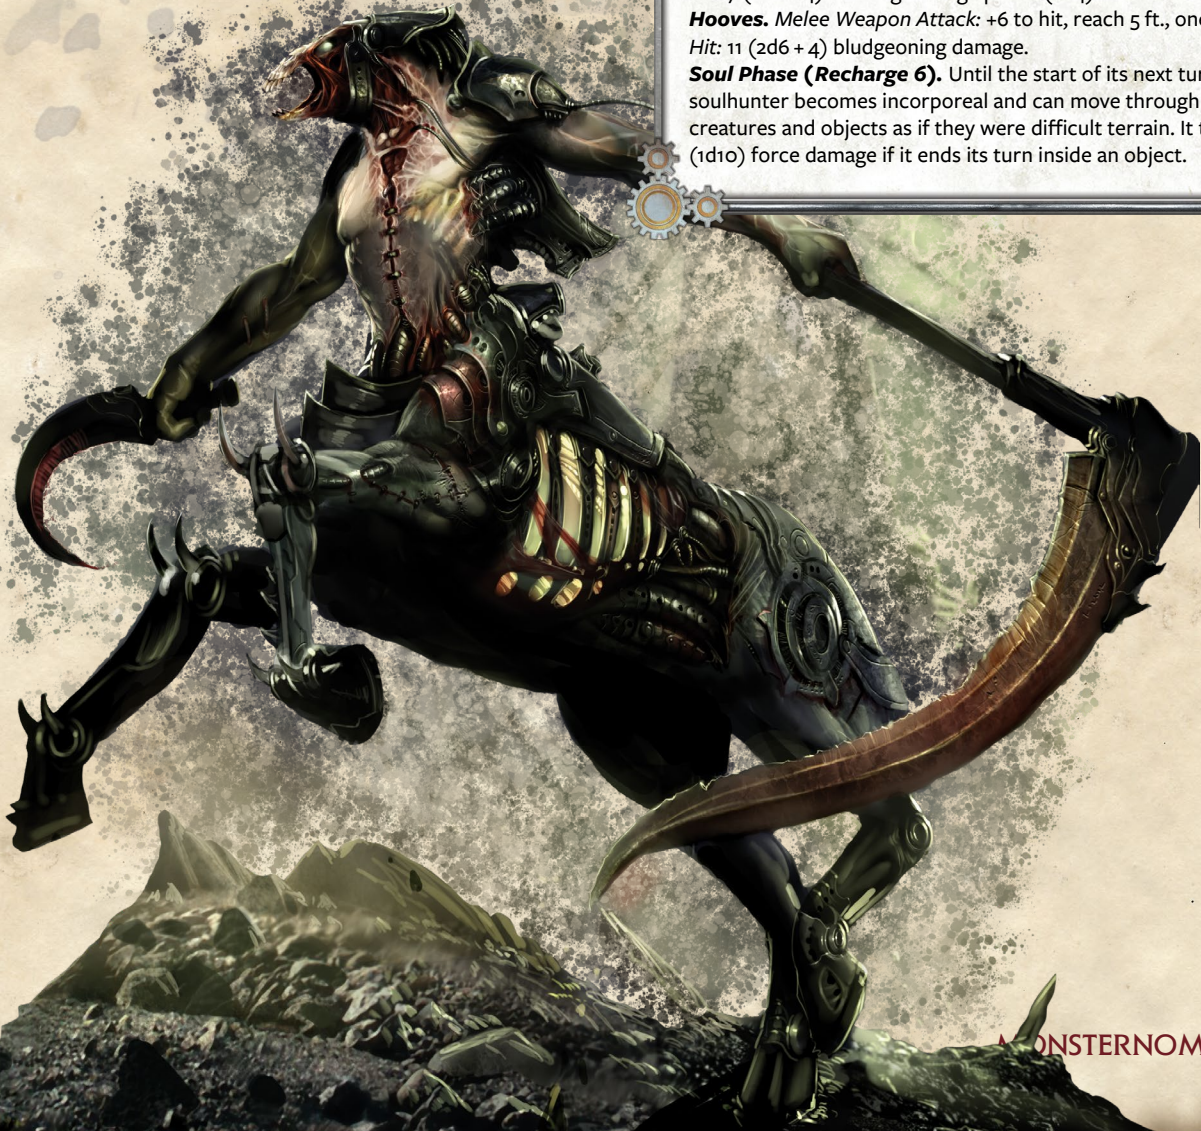 Hooves. Melee Weapon Attack: +6 to hit, reach 5 ft., one
Hit: 11 (2d6 + 4) bludgeoning damage.
Soul Phase (Recharge 6). Until the start of its next tur
soulhunter becomes incorporeal and can move through
creatures and objects as if they were difficult terrain. It
(1d10) force damage if it ends its turn inside an object.
MONSTERNOM